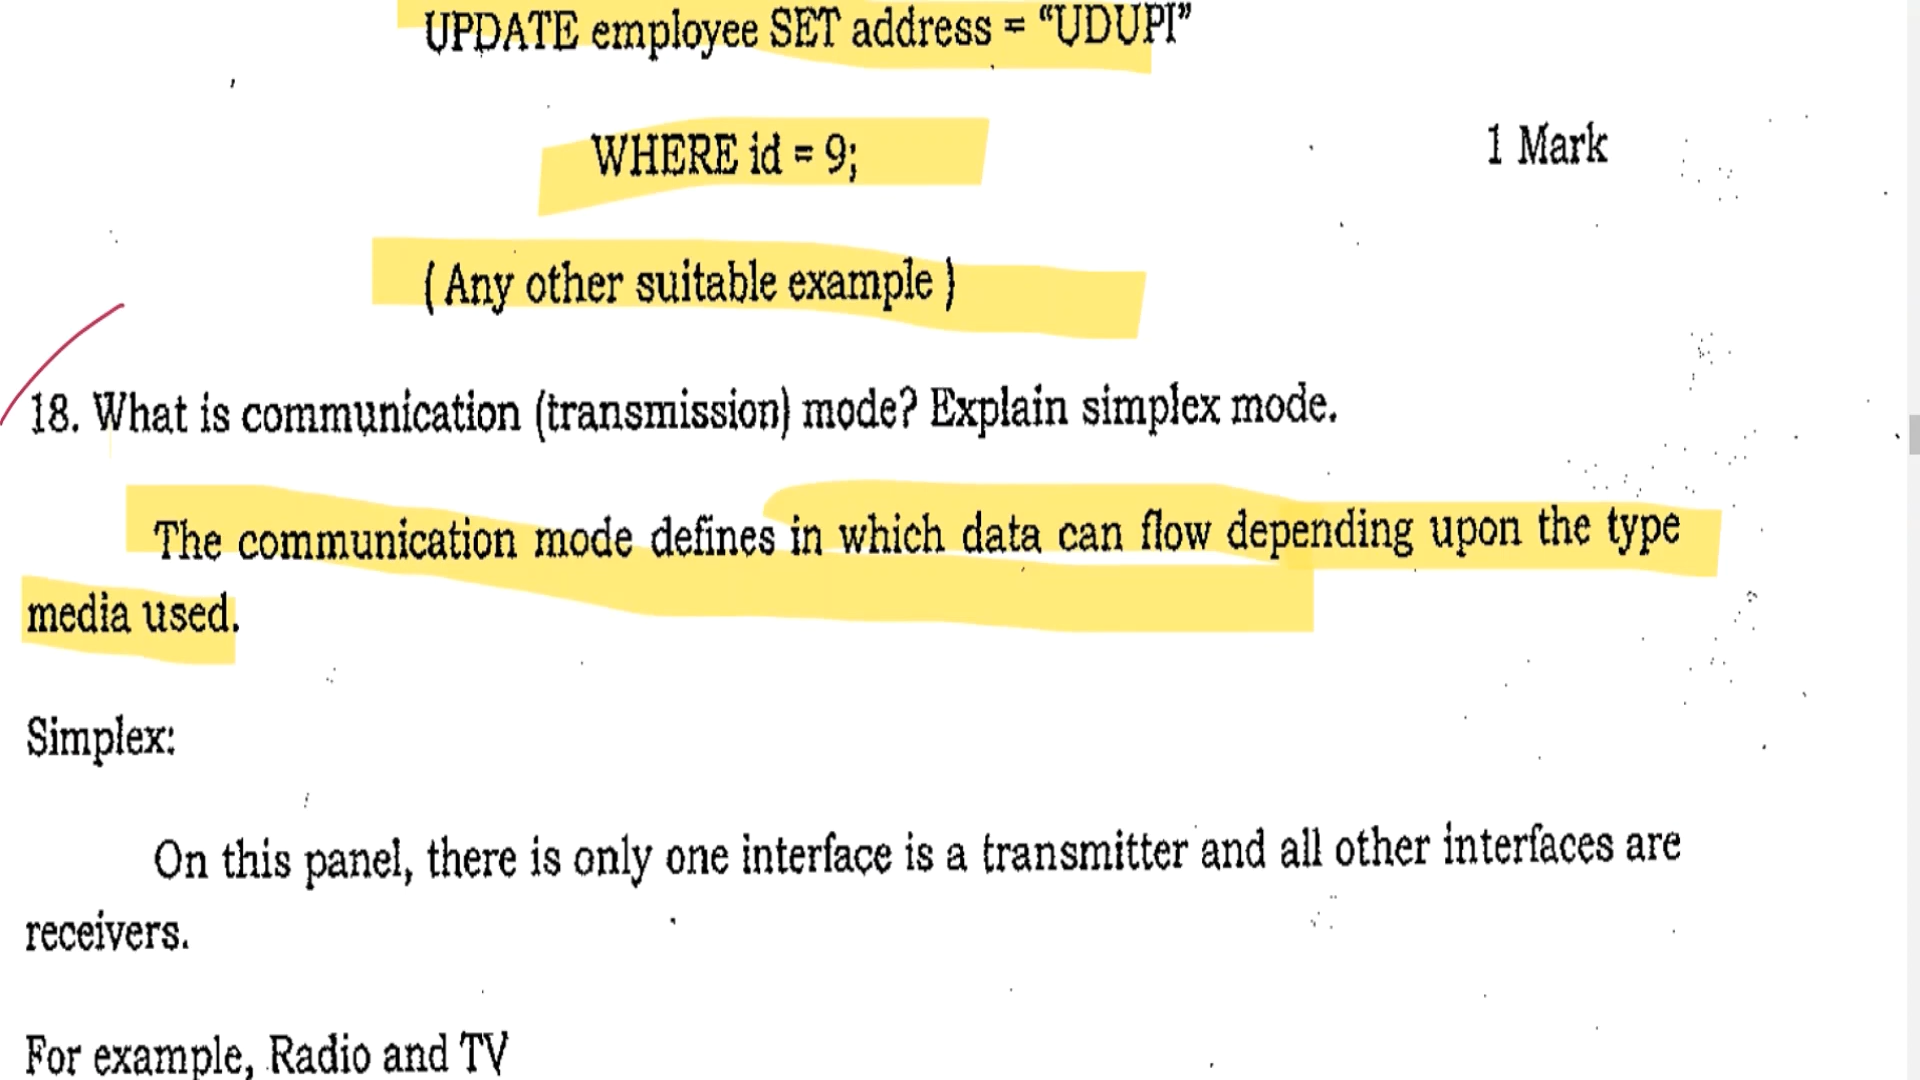 UPDATE employee SET address = “UDUPI”
WHERE id = 9;
1 Mark
( Any other suitable example )
18. What is communication (transmission) mode? Explain simplex mode.
The communication mode defines in which data can flow depending upon the type
media used.
Simplex:
On this panel, there is only one interface is a transmitter and all other interfaces are
receivers.
For example, Radio and TV